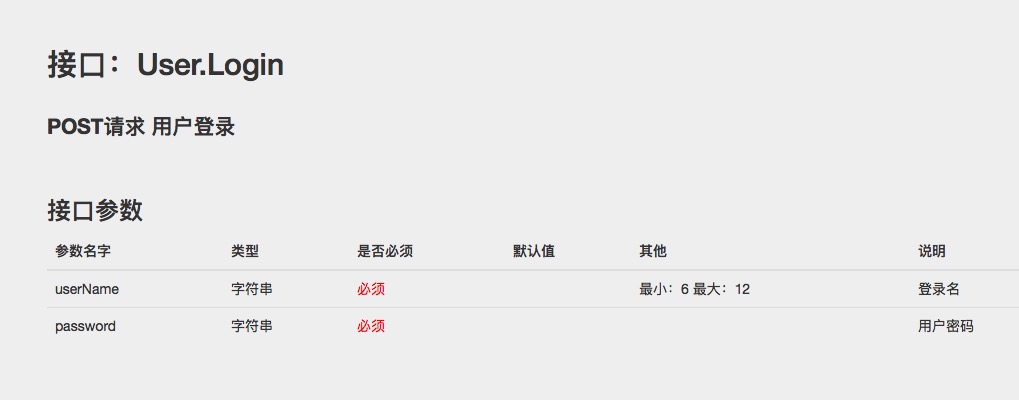 接口：User.Login
POST请求 用户登录
接口参数
参数名字 类型 是否必须 默认值 其他 说明
userName 字符串 必须 最小：6 最大：12 登录名
password 字符串 必须 用户密码